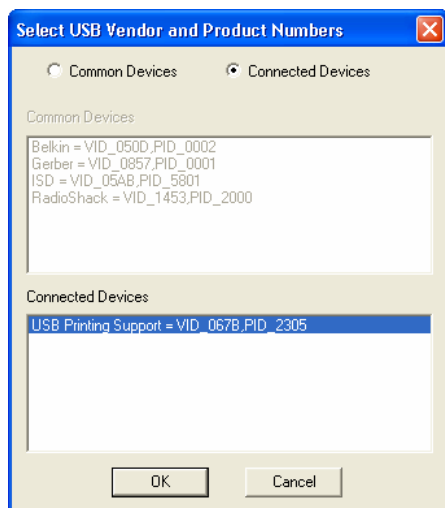 Select USB Vendor and Product Numbers
Common Devices Connected Devices
Common Devices
Belkin = VID_050D,PID_0002
Gerber = VID_0857,PID_0001
ISD = VID_05AB,PID_5801
RadioShack = VID_1453,PID_2000
Connected Devices
USB Printing Support = VID_067B,PID_2305
OK Cancel